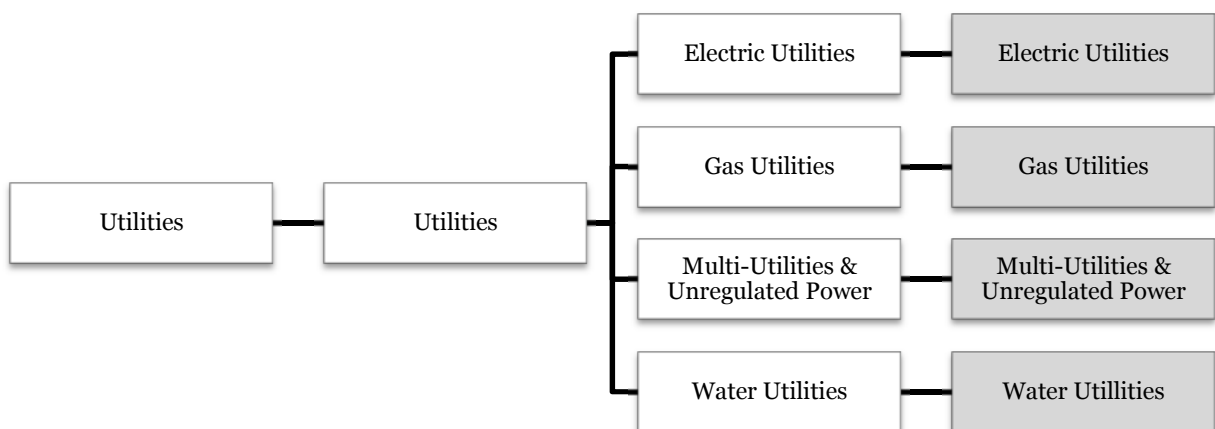 Electric Utilities
Electric Utilities
Gas Utilities
Gas Utilities
Utilities
Utilities
Multi-Utilities &
Unregulated Power
Multi-Utilities &
Unregulated Power
Water Utilities
Water Utillities